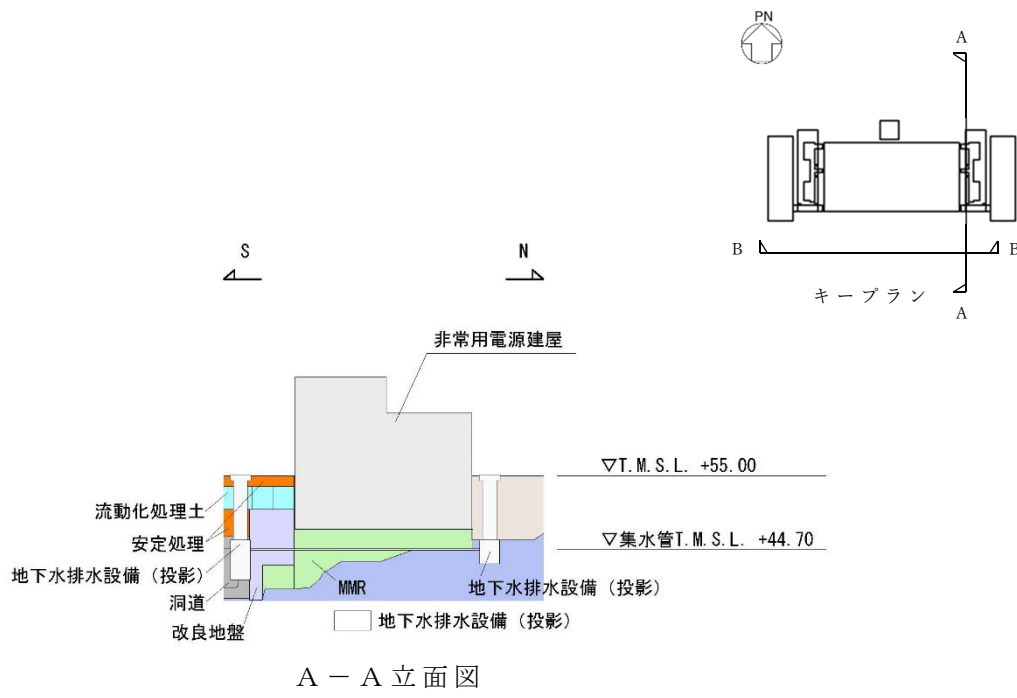 PN
A
B
B
キープラン
A
S
N
非常用電源建屋
▽T.M.S.L. +55.00
流動化処理土
安定処理
▽集水管T.M.S.L. +44.70
地下水排水設備（投影）
地下水排水設備（投影）
洞道
MMR
改良地盤
地下水排水設備（投影）
A－A立面図